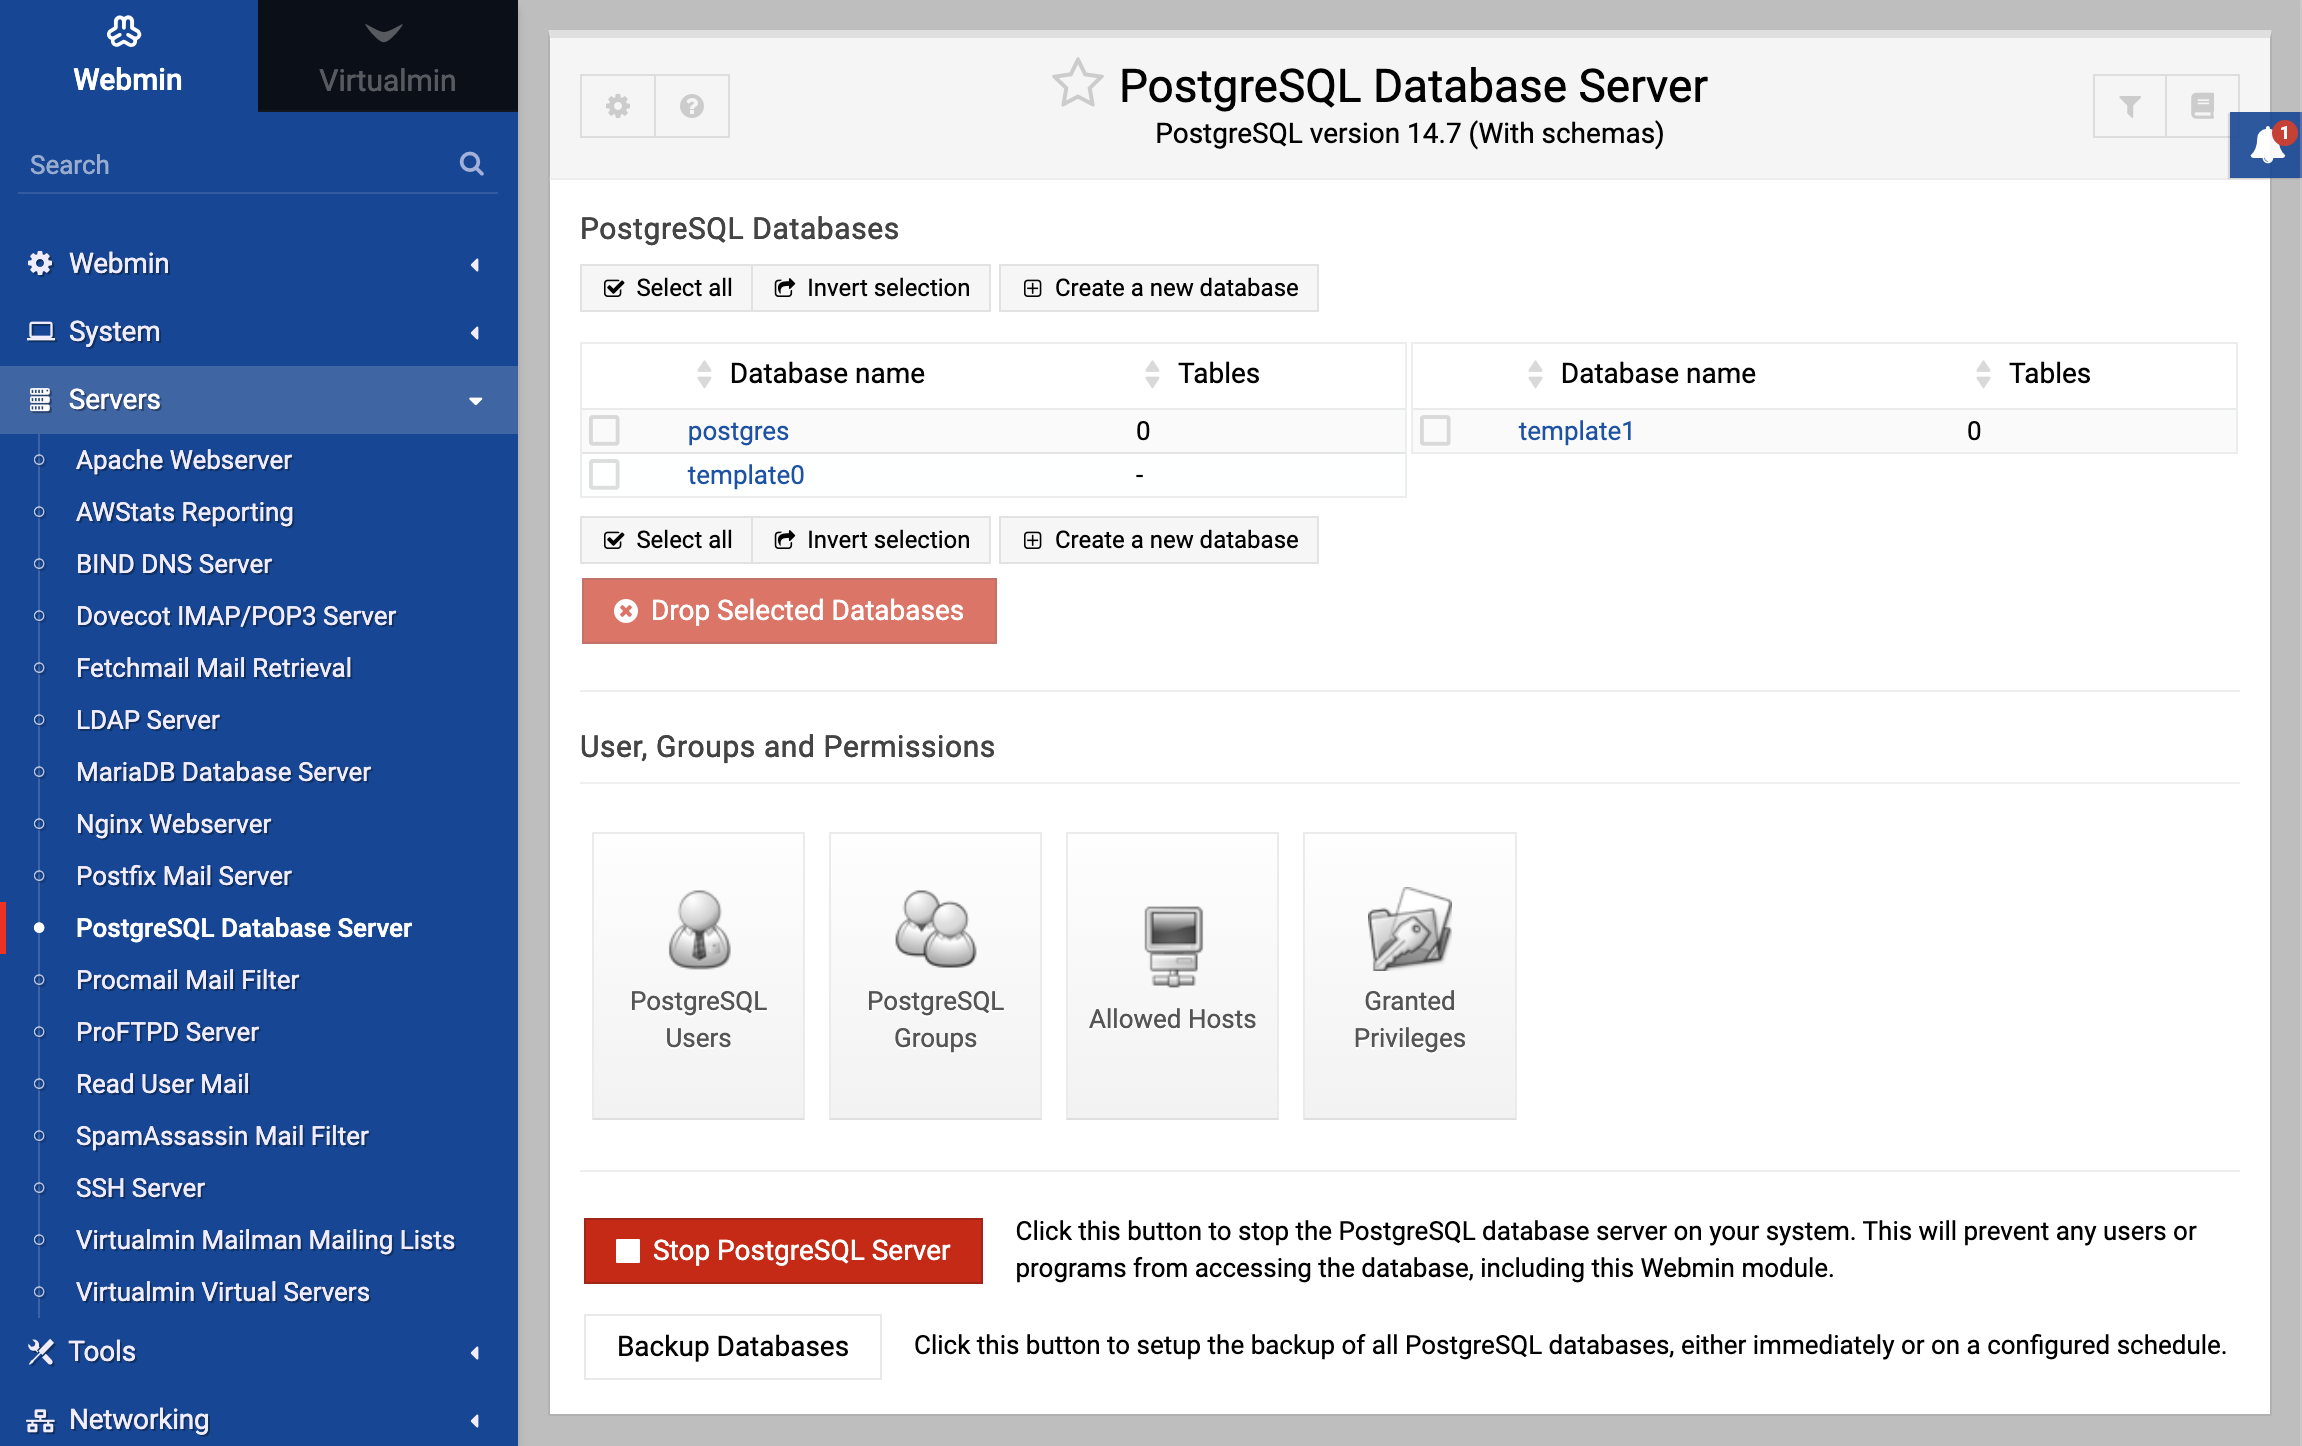 Webmin
Virtualmin
Search
Webmin
System
Servers
Apache Webserver
AWStats Reporting
BIND DNS Server
Dovecot IMAP/POP3 Server
Fetchmail Mail Retrieval
LDAP Server
MariaDB Database Server
Nginx Webserver
Postfix Mail Server
PostgreSQL Database Server
Procmail Mail Filter
ProFTPD Server
Read User Mail
SpamAssassin Mail Filter
SSH Server
Virtualmin Mailman Mailing Lists
Virtualmin Virtual Servers
Tools
Networking
PostgreSQL Database Server
PostgreSQL version 14.7 (With schemas)
1
PostgreSQL Databases
Select all Invert selection Create a new database
Database name Tables Database name Tables
postgres 0 template1 0
template0 -
Select all Invert selection Create a new database
Drop Selected Databases
User, Groups and Permissions
PostgreSQL Users
PostgreSQL Groups
Allowed Hosts
Granted Privileges
Stop PostgreSQL Server
Click this button to stop the PostgreSQL database server on your system. This will prevent any users or
programs from accessing the database, including this Webmin module.
Backup Databases
Click this button to setup the backup of all PostgreSQL databases, either immediately or on a configured schedule.